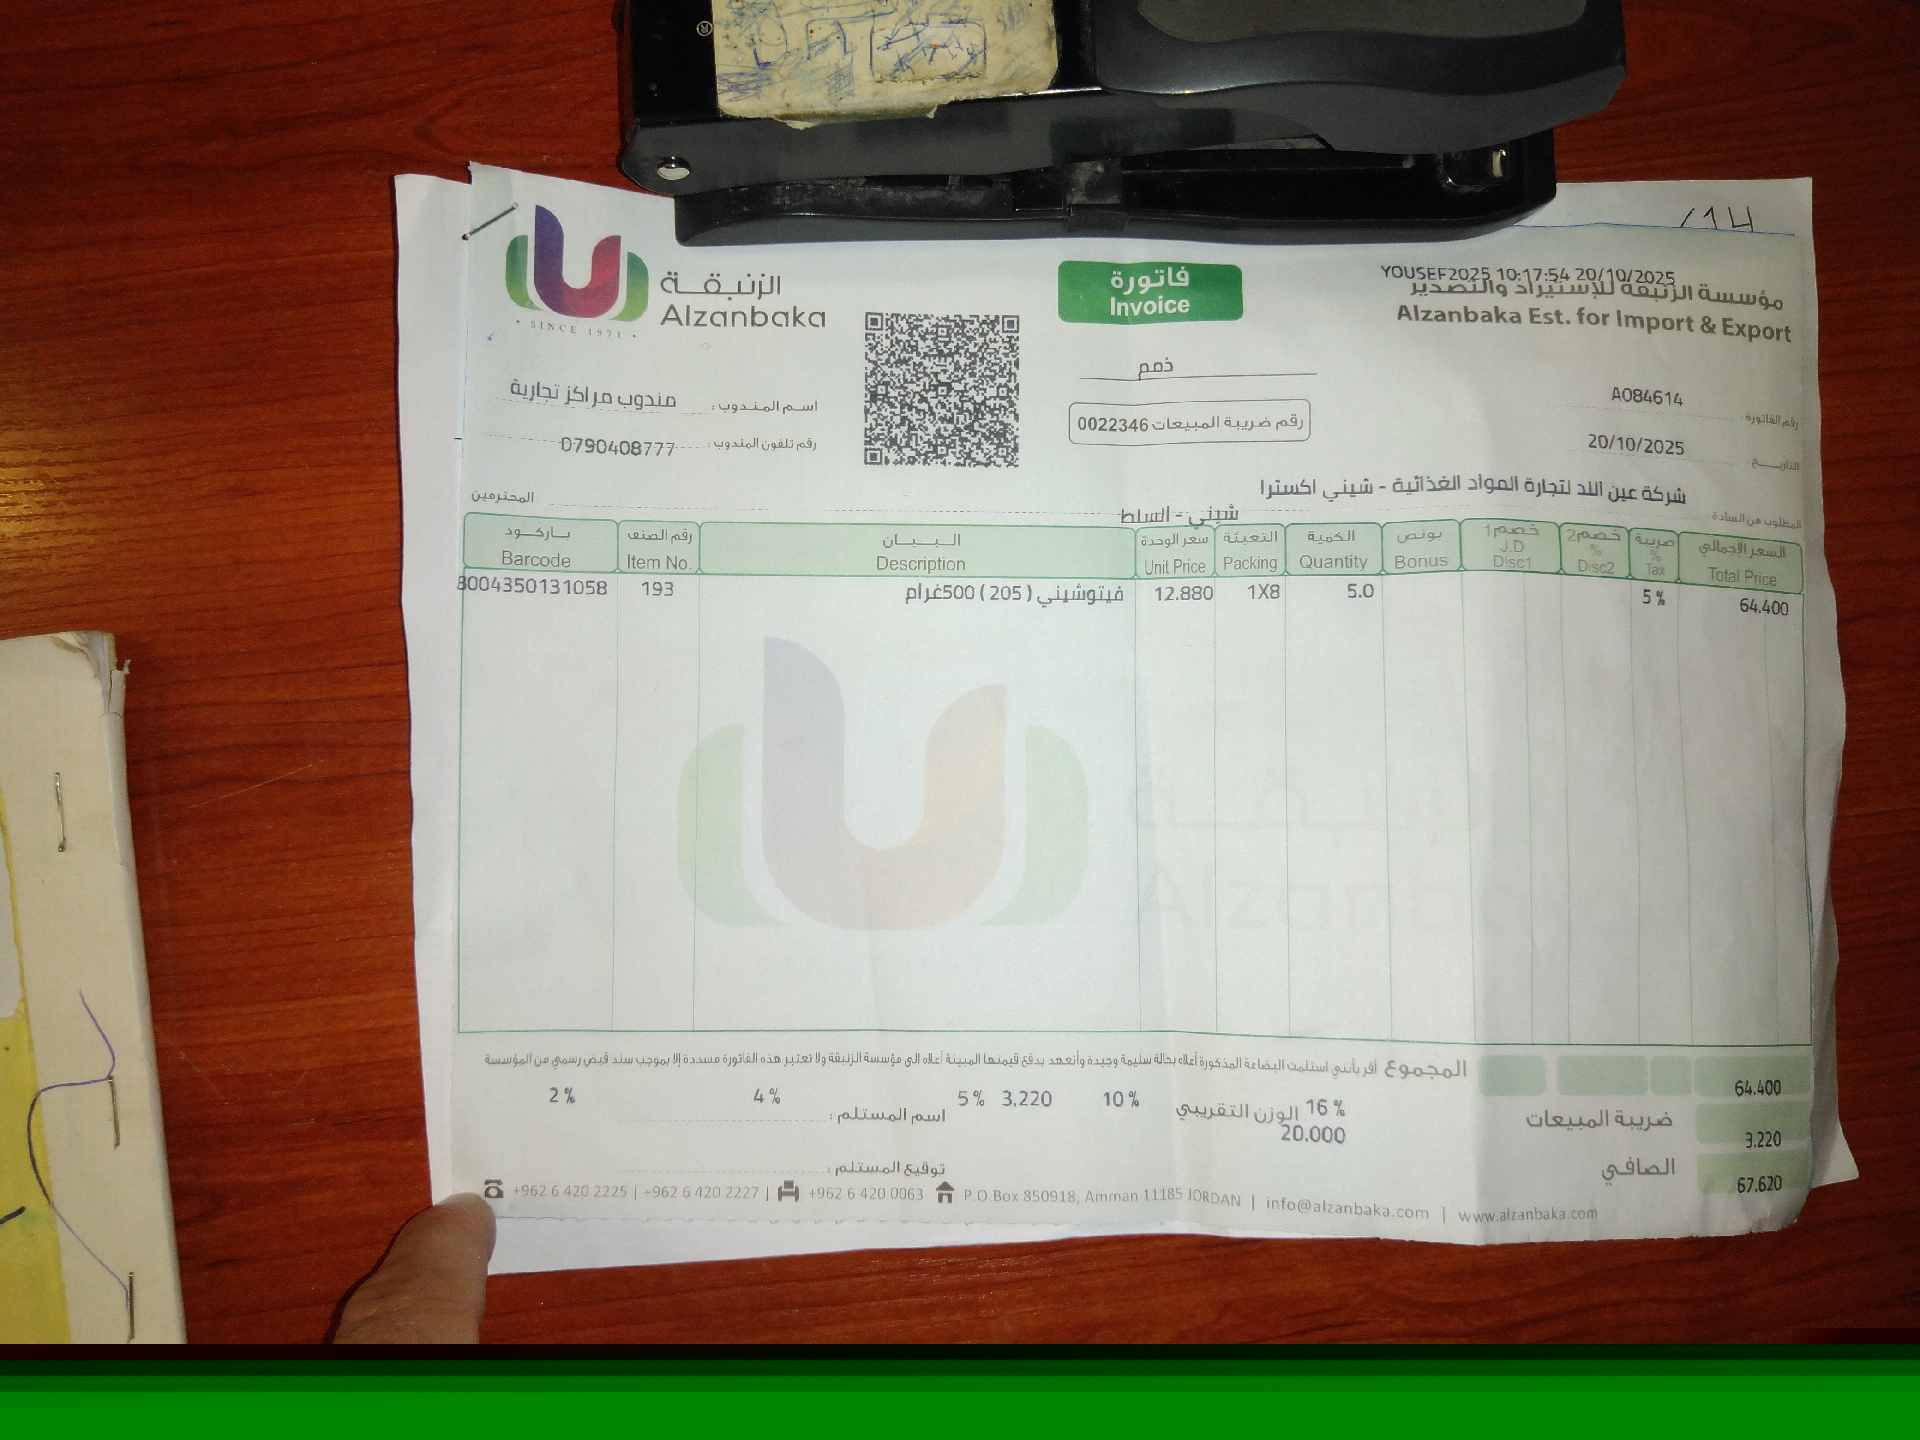 /14
YOUSEF2025 10:17:54 20/10/2025
مؤسسة الزنبقة للإستيراد والتصدير
Alzanbaka Est. for Import & Export
فاتورة
Invoice
الزنبقة
Alzanbaka
• SINCE 1971 •
ذمم
رقم ضريبة المبيعات 0022346
رقم الفاتورة: A084614
التاريخ 20/10/2025
اسم المندوب: مندوب مراكز تجارية
رقم تلفون المندوب: 0790408777
المطلوب من السادة شركة عين اللد لتجارة المواد الغذائية - شيني اكسترا المحترمين
شيني - السلط
باركود رقم الصنف البيان سعر الوحدة التعبئة الكمية بونص خصم1 خصم2 ضريبة السعر الإجمالي
Barcode Item No. Description Unit Price Packing Quantity Bonus J.D Disc1 % Disc2 % Tax Total Price
8004350131058 193 فيتوشيني (205) 500غرام 12.880 1X8 5.0 5 % 64.400
المجموع 64.400
أقر بأنني استلمت البضاعة المذكورة أعلاه بحالة سليمة وجيدة وأتعهد بدفع قيمتها المبينة أعلاه الى مؤسسة الزنبقة ولا تعتبر هذه الفاتورة مسددة إلا بموجب سند قبض رسمي من المؤسسة
2 % 4 % 5 % 3,220 10 % 16 %
ضريبة المبيعات 3.220
الوزن التقريبي 20.000
اسم المستلم :
الصافي 67.620
توقيع المستلم :
+962 6 420 2225 | +962 6 420 2227 | +962 6 420 0063 P.O.Box 850918, Amman 11185 JORDAN | info@alzanbaka.com | www.alzanbaka.com